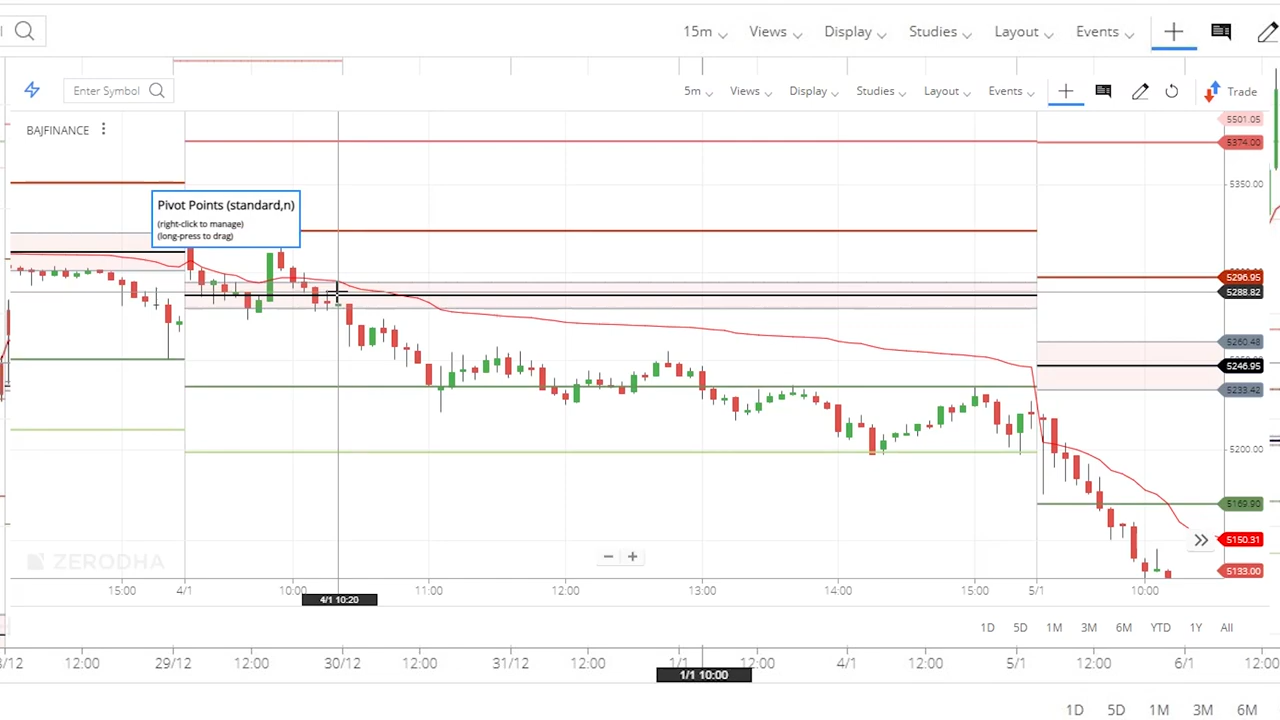 15m Views Display Studies Layout Events
Enter Symbol 5m Views Display Studies Layout Events Trade
BAJFINANCE
5501.05
5374.00
5350.00
Pivot Points (standard,n)
(right-click to manage)
(long-press to drag)
5296.95
5288.82
5260.48
5246.95
5233.42
5200.00
5169.90
5150.31
5133.00
ZERODHA
15:00 4/1 10:00 11:00 12:00 13:00 14:00 15:00 5/1 10:00
4/1 10:20
1D 5D 1M 3M 6M YTD 1Y All
12:00 29/12 12:00 30/12 12:00 31/12 12:00 1/1 12:00 4/1 12:00 5/1 12:00 6/1 12:00
1/1 10:00
1D 5D 1M 3M 6M